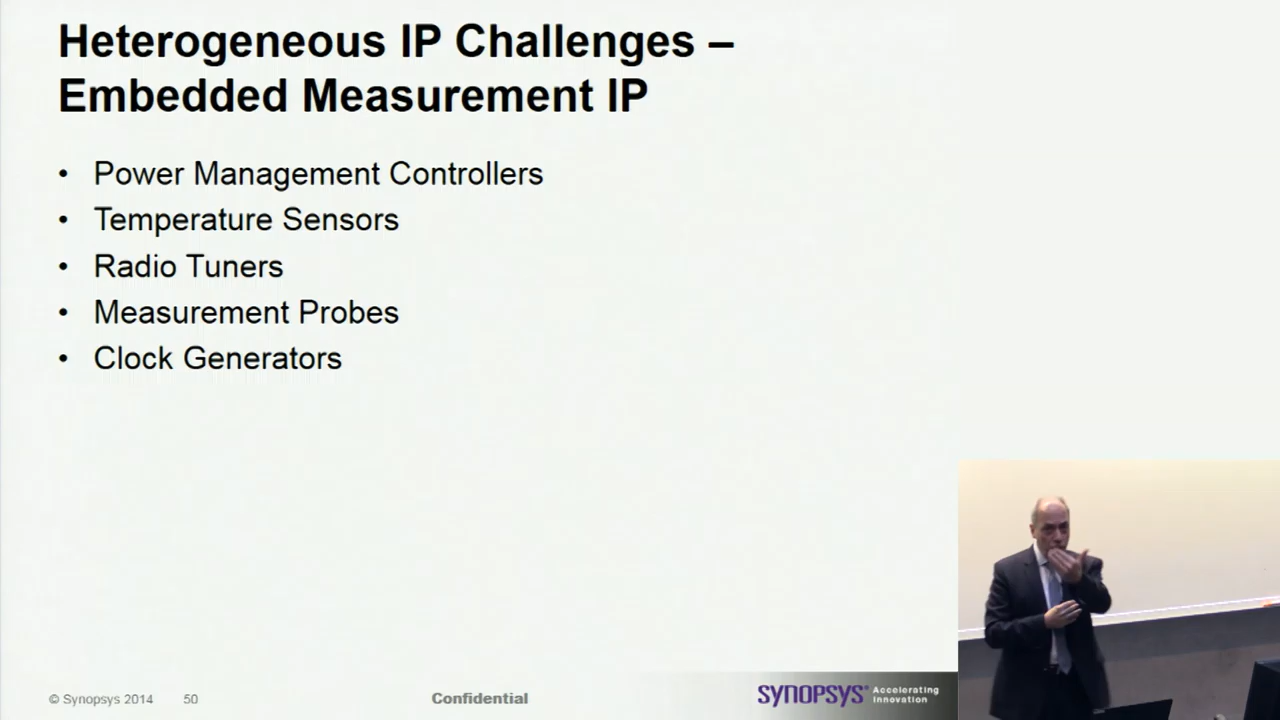 Heterogeneous IP Challenges –
Embedded Measurement IP
• Power Management Controllers
• Temperature Sensors
• Radio Tuners
• Measurement Probes
• Clock Generators
© Synopsys 2014 50 Confidential SYNOPSYS® Accelerating
Innovation